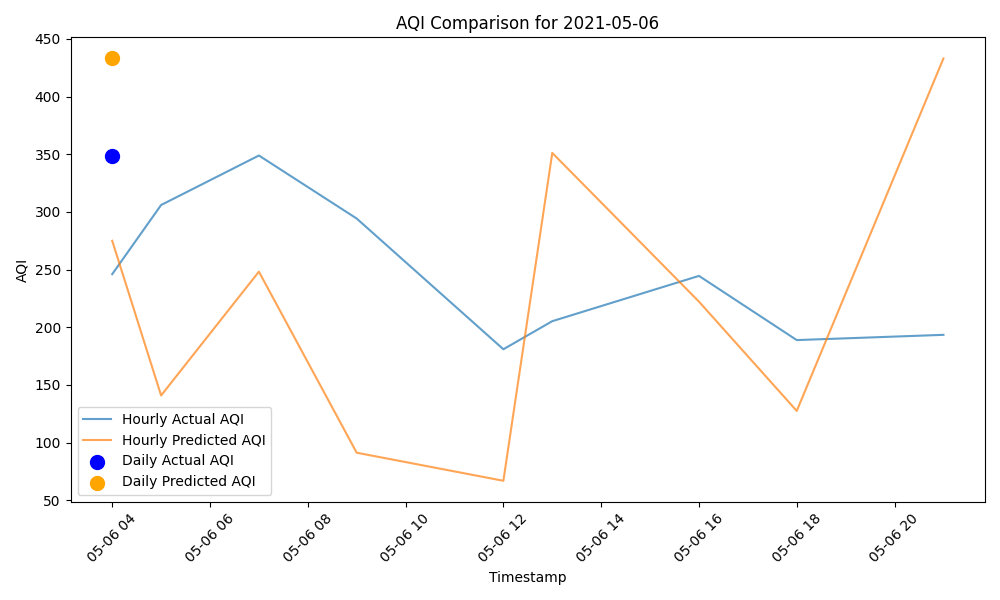 AQI Comparison for 2021-05-06
AQI
450
400
350
300
250
200
150
100
50
Hourly Actual AQI
Hourly Predicted AQI
Daily Actual AQI
Daily Predicted AQI
05-06 04
05-06 06
05-06 08
05-06 10
05-06 12
05-06 14
05-06 16
05-06 18
05-06 20
Timestamp